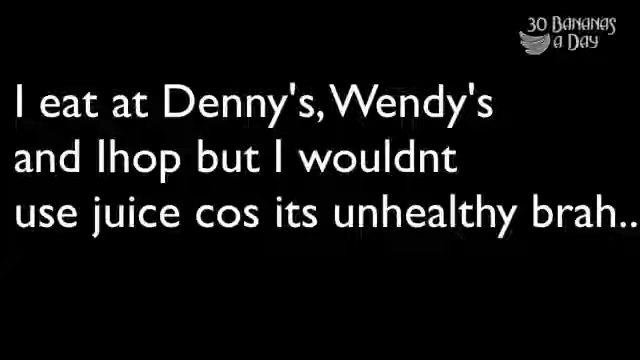 30 BANANAS
A DAY
I eat at Denny's, Wendy's
and Ihop but I wouldnt
use juice cos its unhealthy brah..